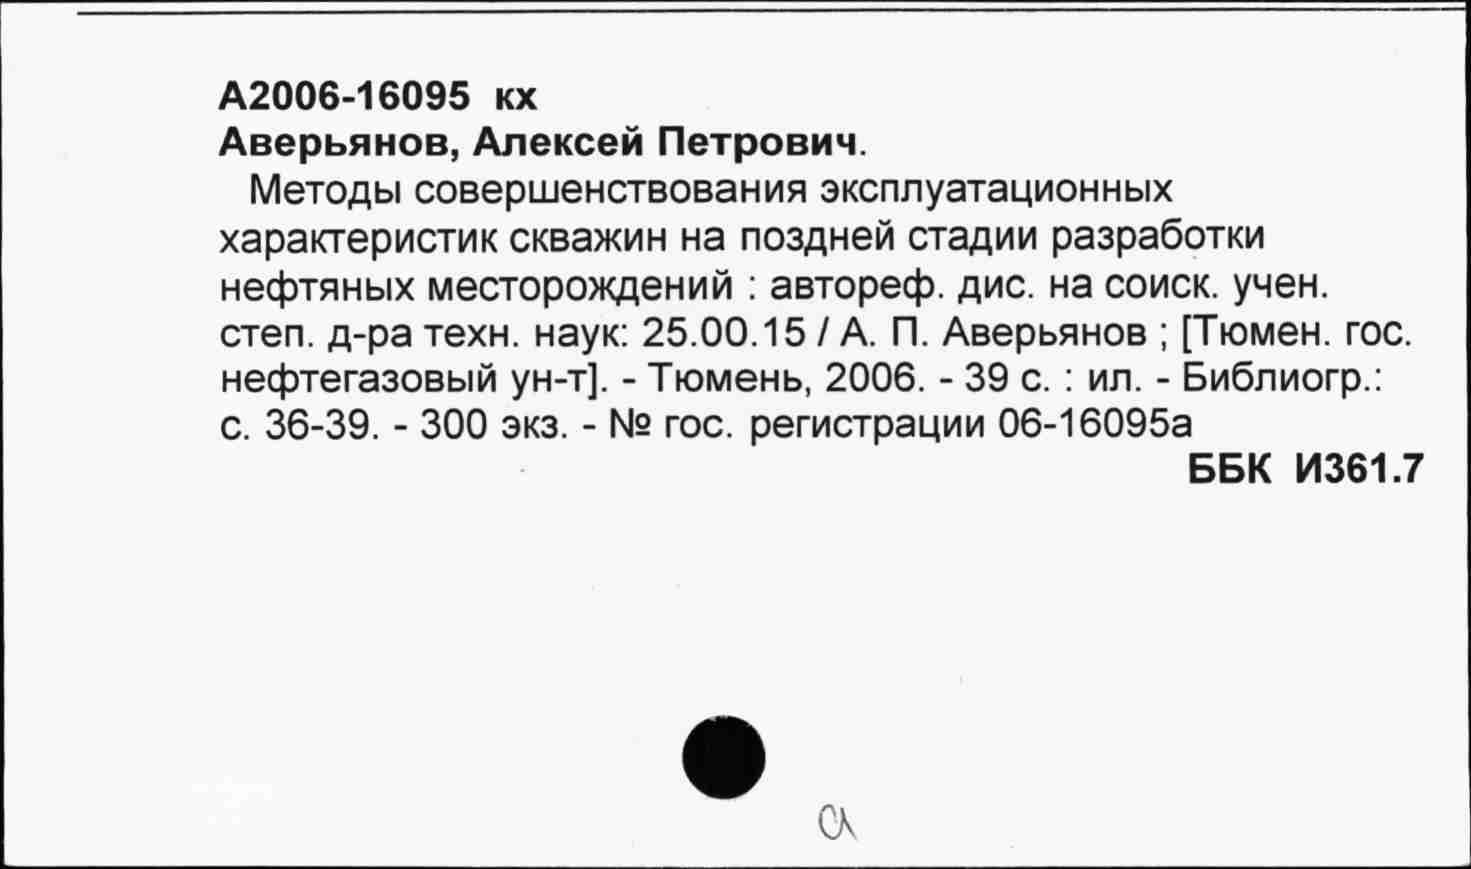 А2006-16095 кх
Аверьянов, Алексей Петрович.
Методы совершенствования эксплуатационных
характеристик скважин на поздней стадии разработки
нефтяных месторождений : автореф. дис. на соиск. учен.
степ. д-ра техн. наук: 25.00.15 / А. П. Аверьянов ; [Тюмен. гос.
нефтегазовый ун-т]. - Тюмень, 2006. - 39 с. : ил. - Библиогр.:
с. 36-39. - 300 экз. - № гос. регистрации 06-16095а
ББК И361.7
а